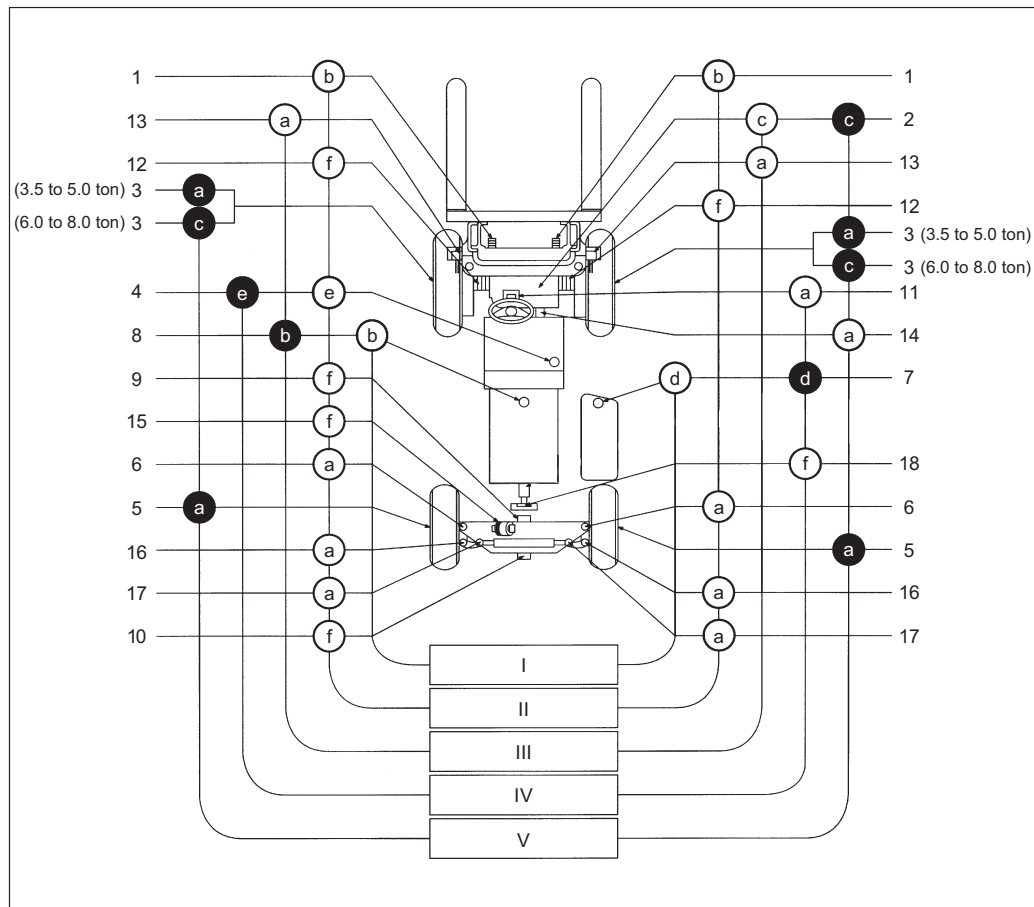 1 b b 1
13 a c c 2
12 f a 13
(3.5 to 5.0 ton) 3 a f 12
(6.0 to 8.0 ton) 3 c a 3 (3.5 to 5.0 ton)
c 3 (6.0 to 8.0 ton)
4 e e a 11
8 b b a 14
9 f d d 7
15 f
6 a f 18
5 a a 6
16 a a 5
17 a a 16
10 f a 17
I
II
III
IV
V